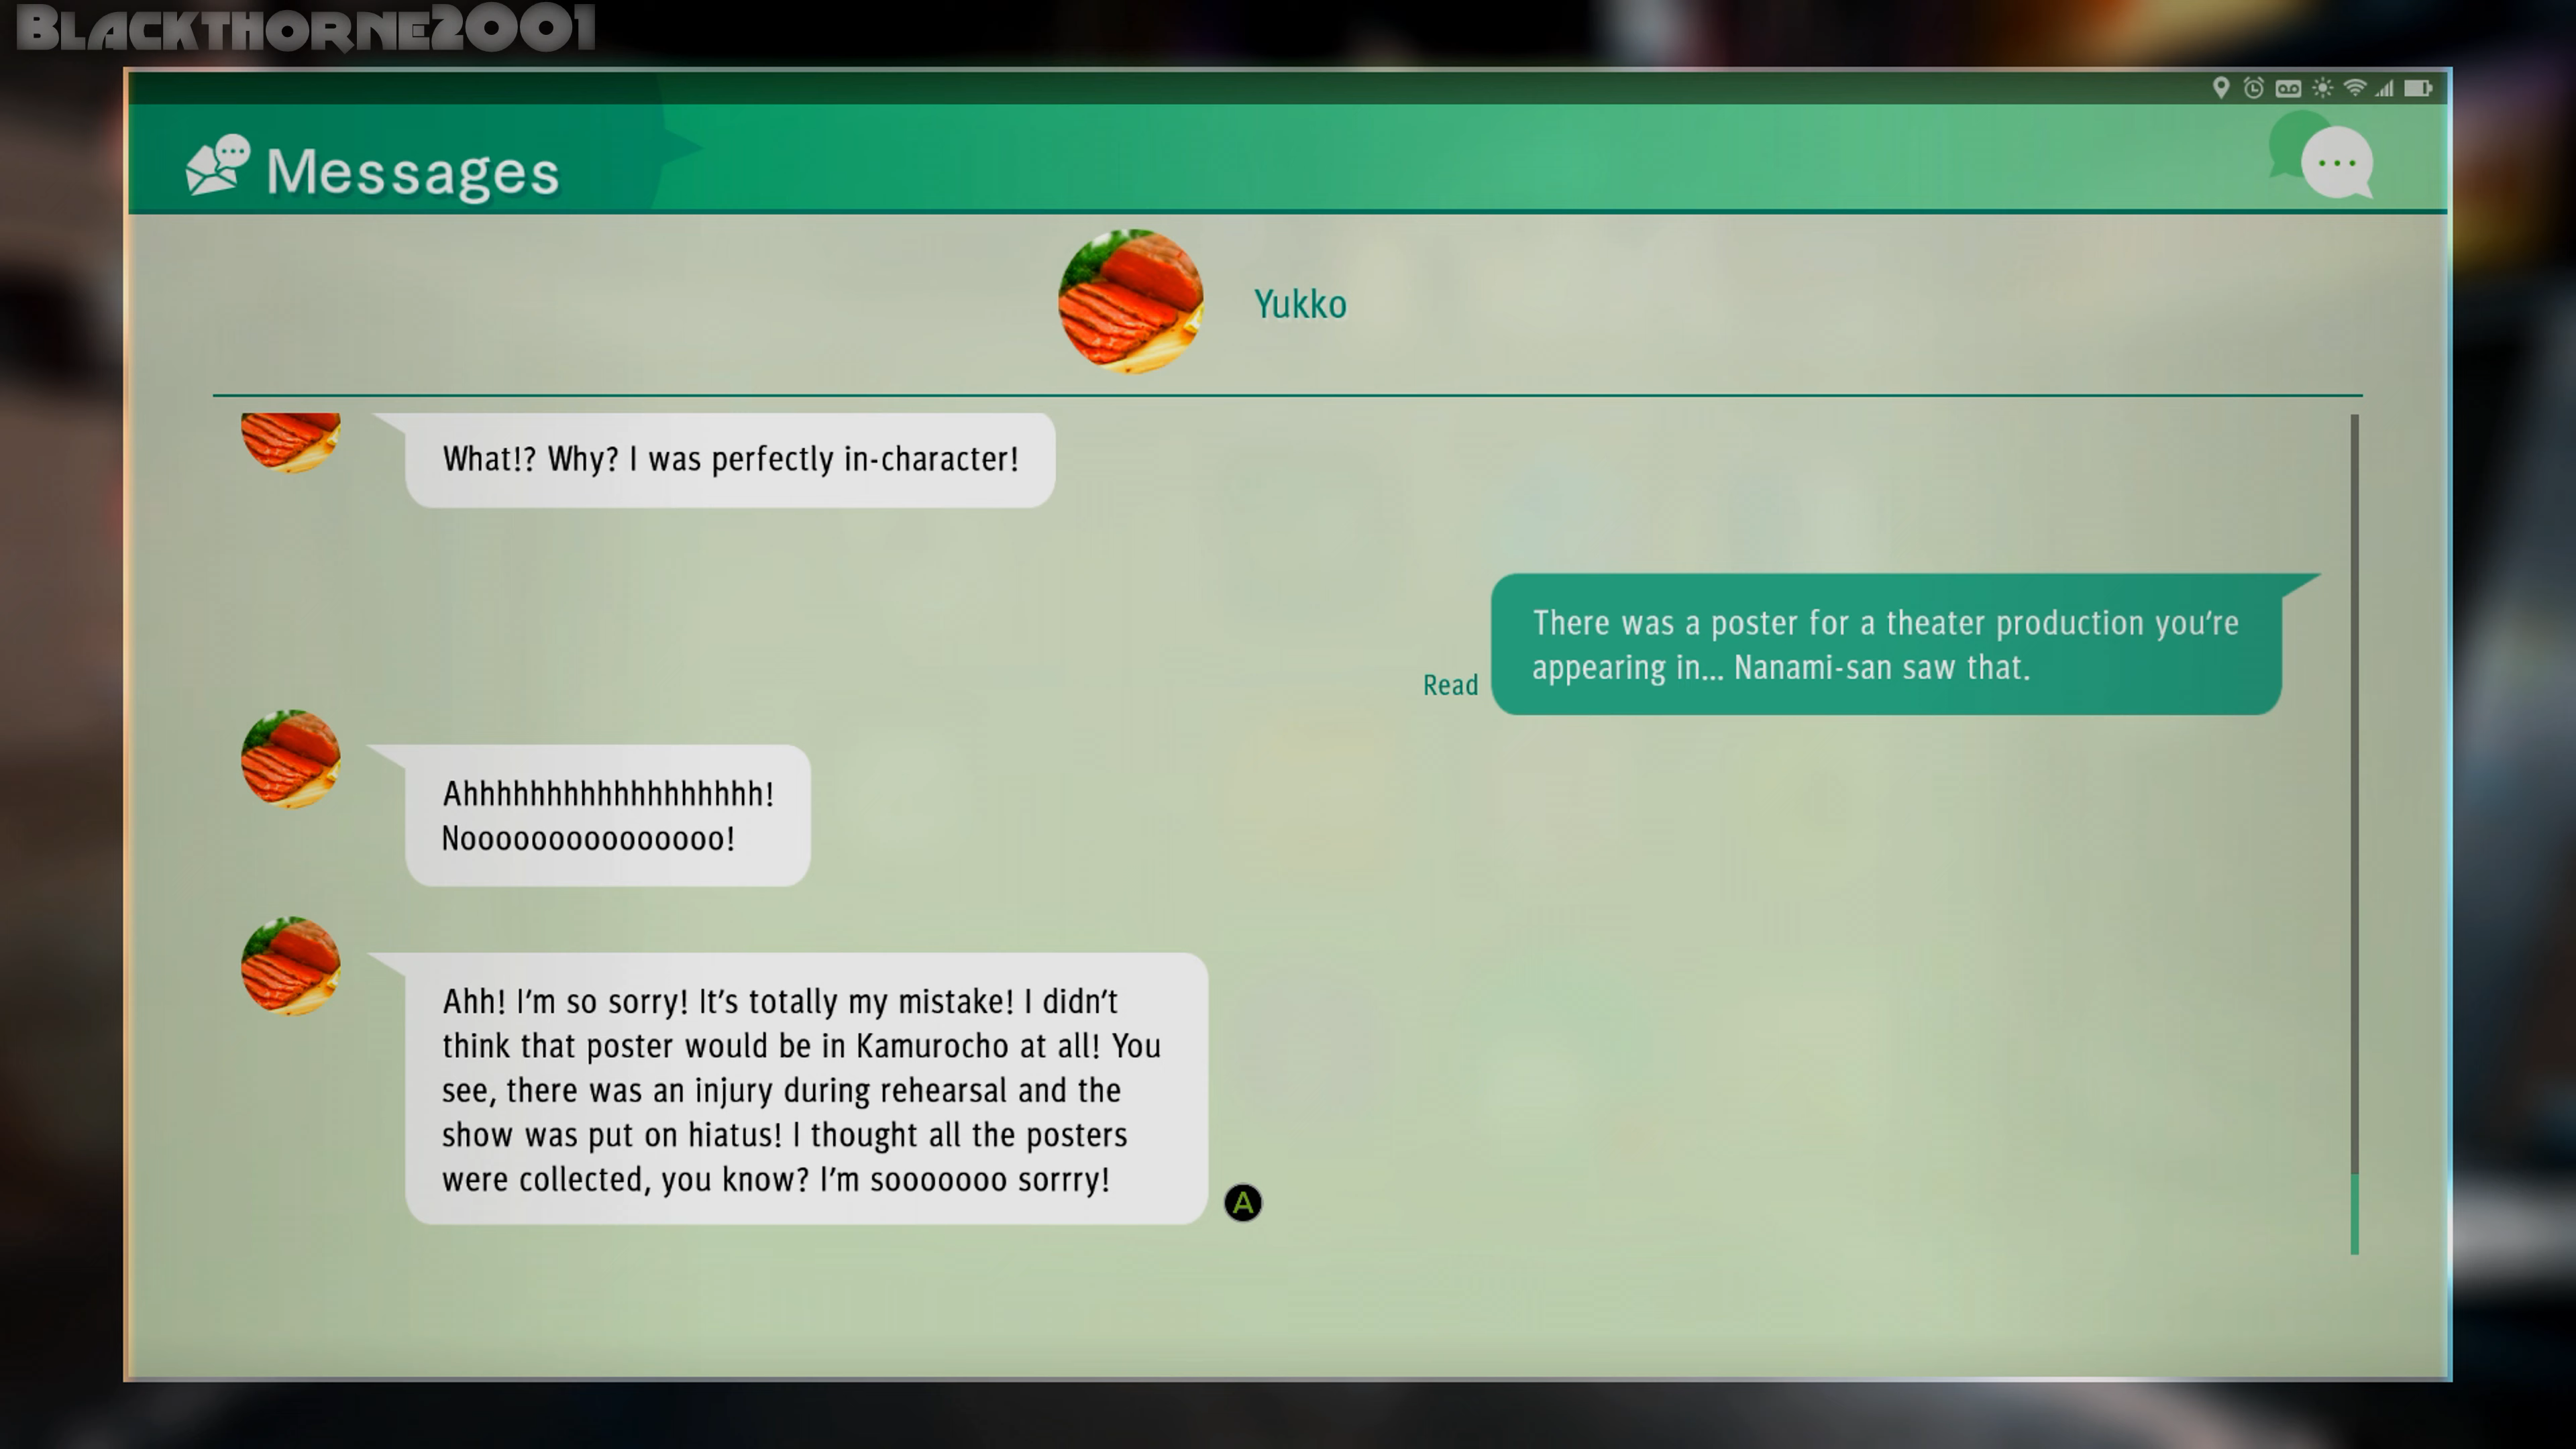 BLACKTHORNE2001
Messages
Yukko
What!? Why? I was perfectly in-character!
There was a poster for a theater production you're
appearing in... Nanami-san saw that.
Read
Ahhhhhhhhhhhhhhhhhh!
Nooooooooooooooo!
Ahh! I'm so sorry! It's totally my mistake! I didn't
think that poster would be in Kamurocho at all! You
see, there was an injury during rehearsal and the
show was put on hiatus! I thought all the posters
were collected, you know? I'm sooooooo sorrry!
A